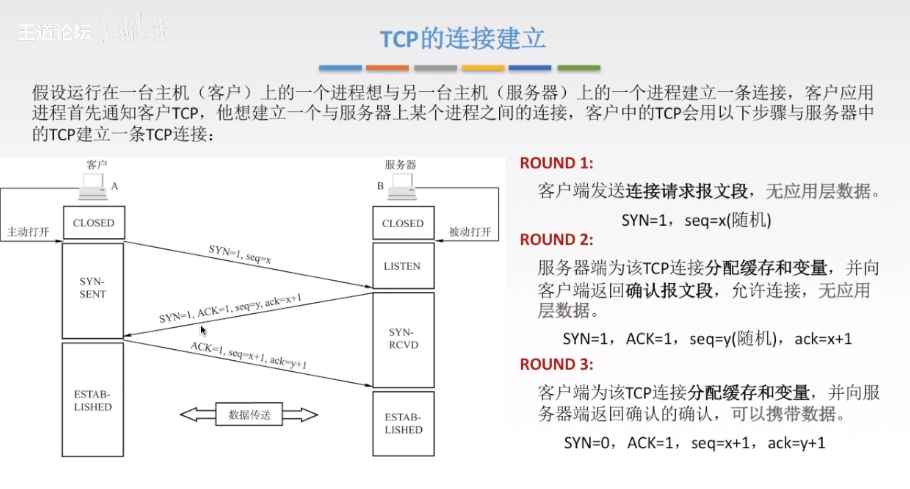 王道论坛
TCP的连接建立
假设运行在一台主机（客户）上的一个进程想与另一台主机（服务器）上的一个进程建立一条连接，客户应用
进程首先通知客户TCP，他想建立一个与服务器上某个进程之间的连接，客户中的TCP会用以下步骤与服务器中
的TCP建立一条TCP连接：
客户
A
服务器
B
主动打开
被动打开
CLOSED
CLOSED
SYN=1, seq=x
LISTEN
SYN-
SENT
SYN=1, ACK=1, seq=y, ack=x+1
SYN-
RCVD
ACK=1, seq=x+1, ack=y+1
ESTAB-
LISHED
数据传送
ESTAB-
LISHED
ROUND 1:
客户端发送连接请求报文段，无应用层数据。
SYN=1，seq=x(随机)
ROUND 2:
服务器端为该TCP连接分配缓存和变量，并向
客户端返回确认报文段，允许连接，无应用
层数据。
SYN=1，ACK=1，seq=y(随机)，ack=x+1
ROUND 3:
客户端为该TCP连接分配缓存和变量，并向服
务器端返回确认的确认，可以携带数据。
SYN=0，ACK=1，seq=x+1，ack=y+1